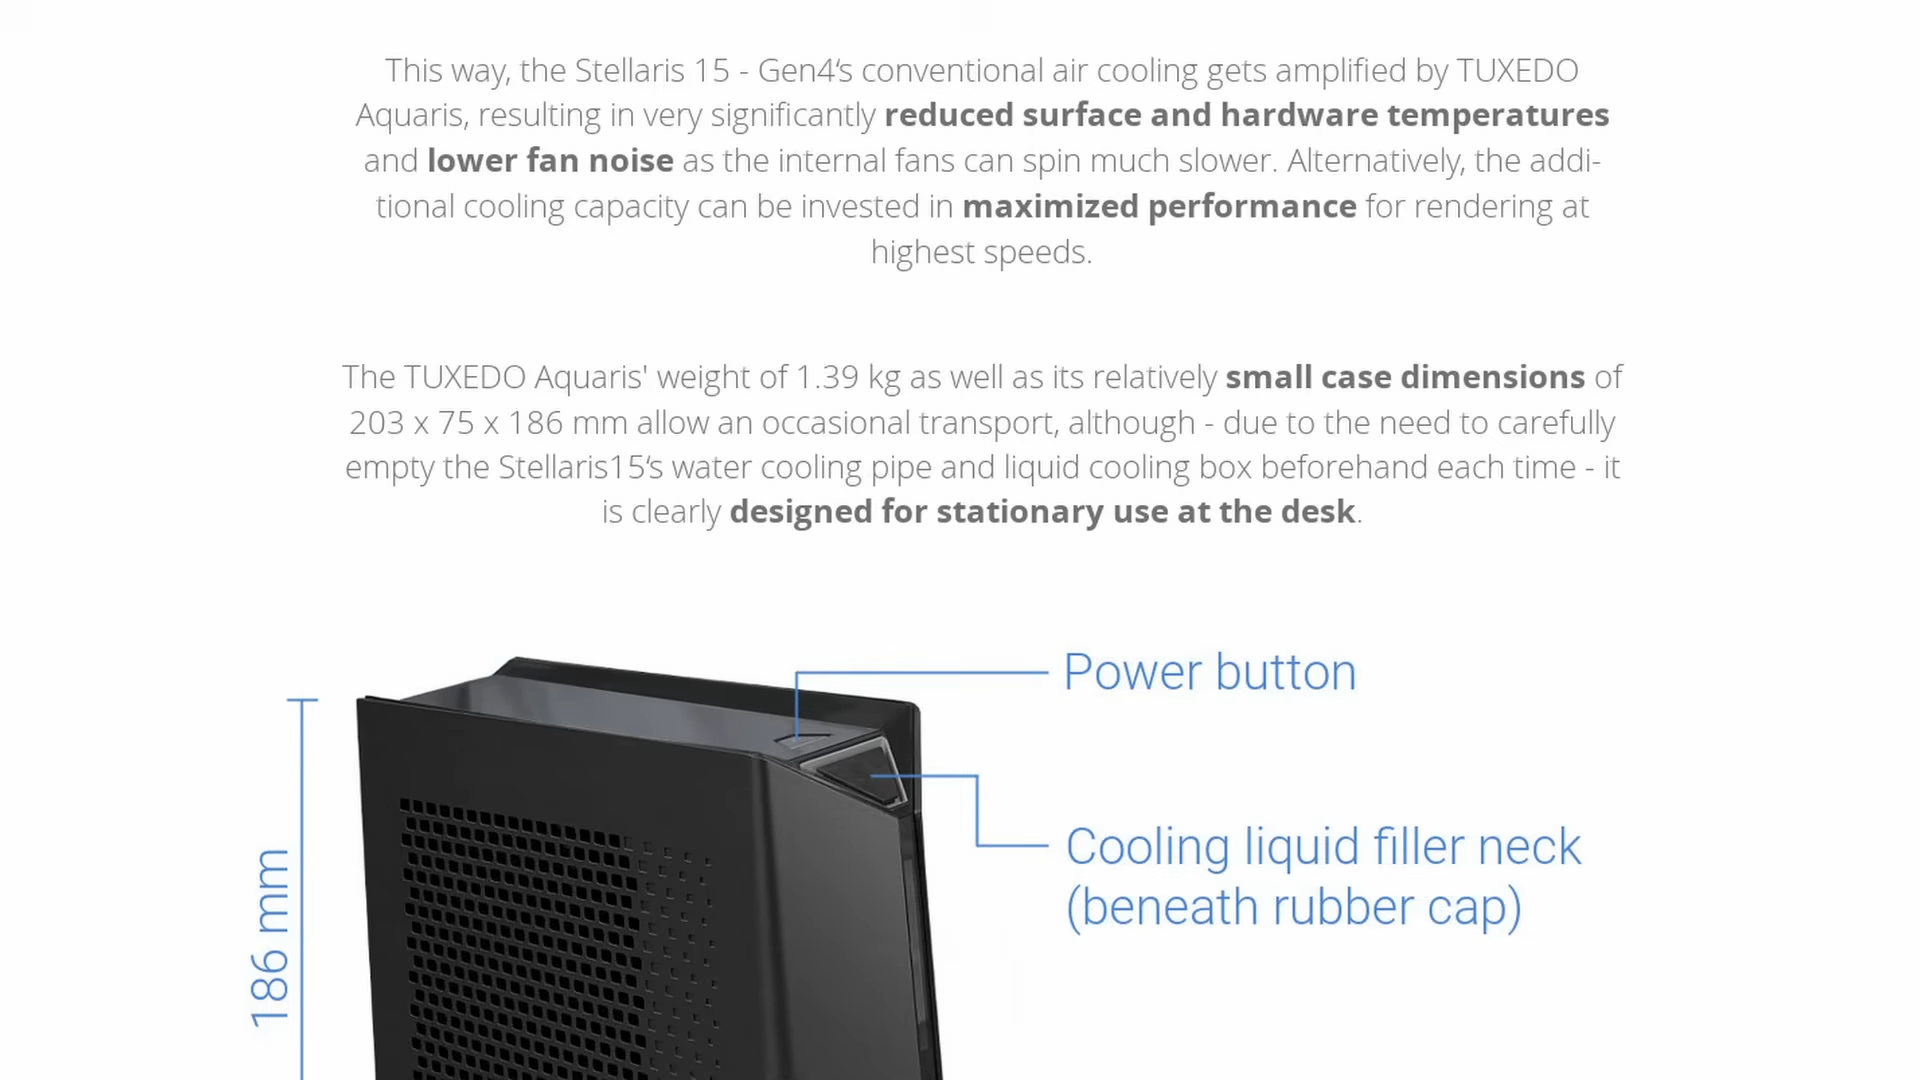 This way, the Stellaris 15 - Gen4‘s conventional air cooling gets amplified by TUXEDO
Aquaris, resulting in very significantly reduced surface and hardware temperatures
and lower fan noise as the internal fans can spin much slower. Alternatively, the addi-
tional cooling capacity can be invested in maximized performance for rendering at
highest speeds.
The TUXEDO Aquaris' weight of 1.39 kg as well as its relatively small case dimensions of
203 x 75 x 186 mm allow an occasional transport, although - due to the need to carefully
empty the Stellaris15‘s water cooling pipe and liquid cooling box beforehand each time - it
is clearly designed for stationary use at the desk.
Power button
Cooling liquid filler neck
(beneath rubber cap)
186 mm